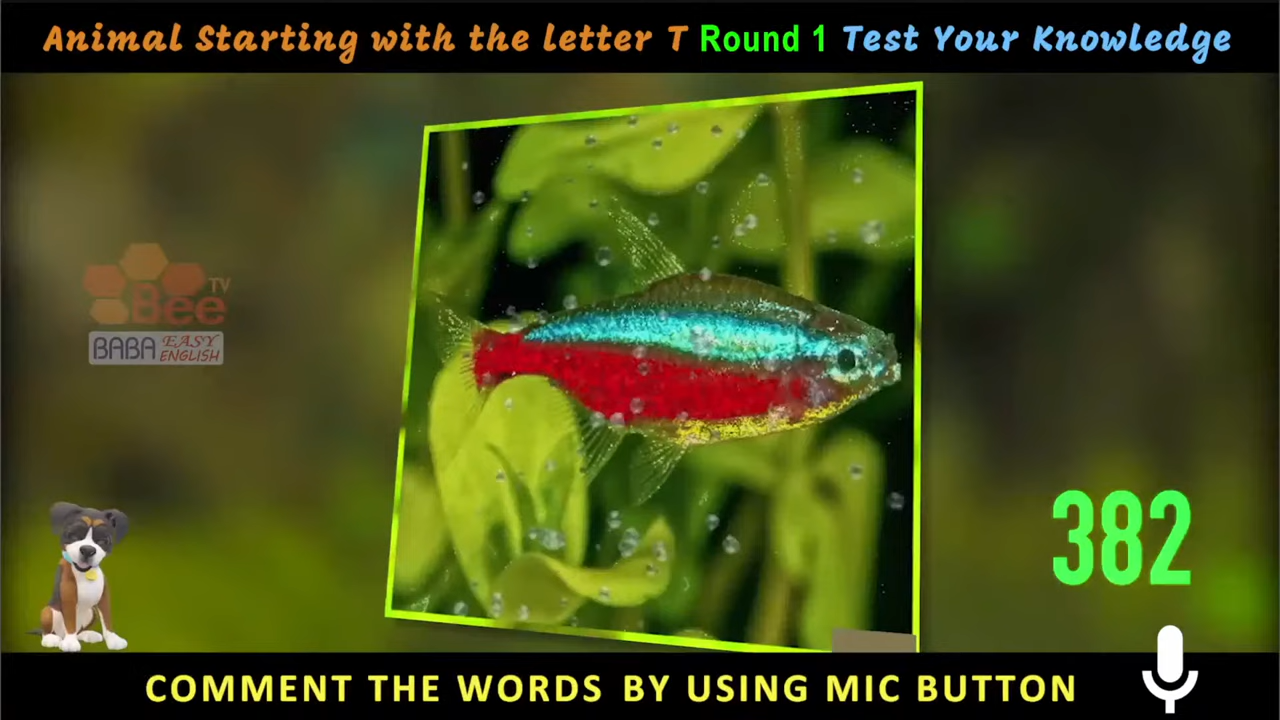 Animal Starting with the letter T Round 1 Test Your Knowledge
Bee TV
BABA EASY ENGLISH
382
COMMENT THE WORDS BY USING MIC BUTTON